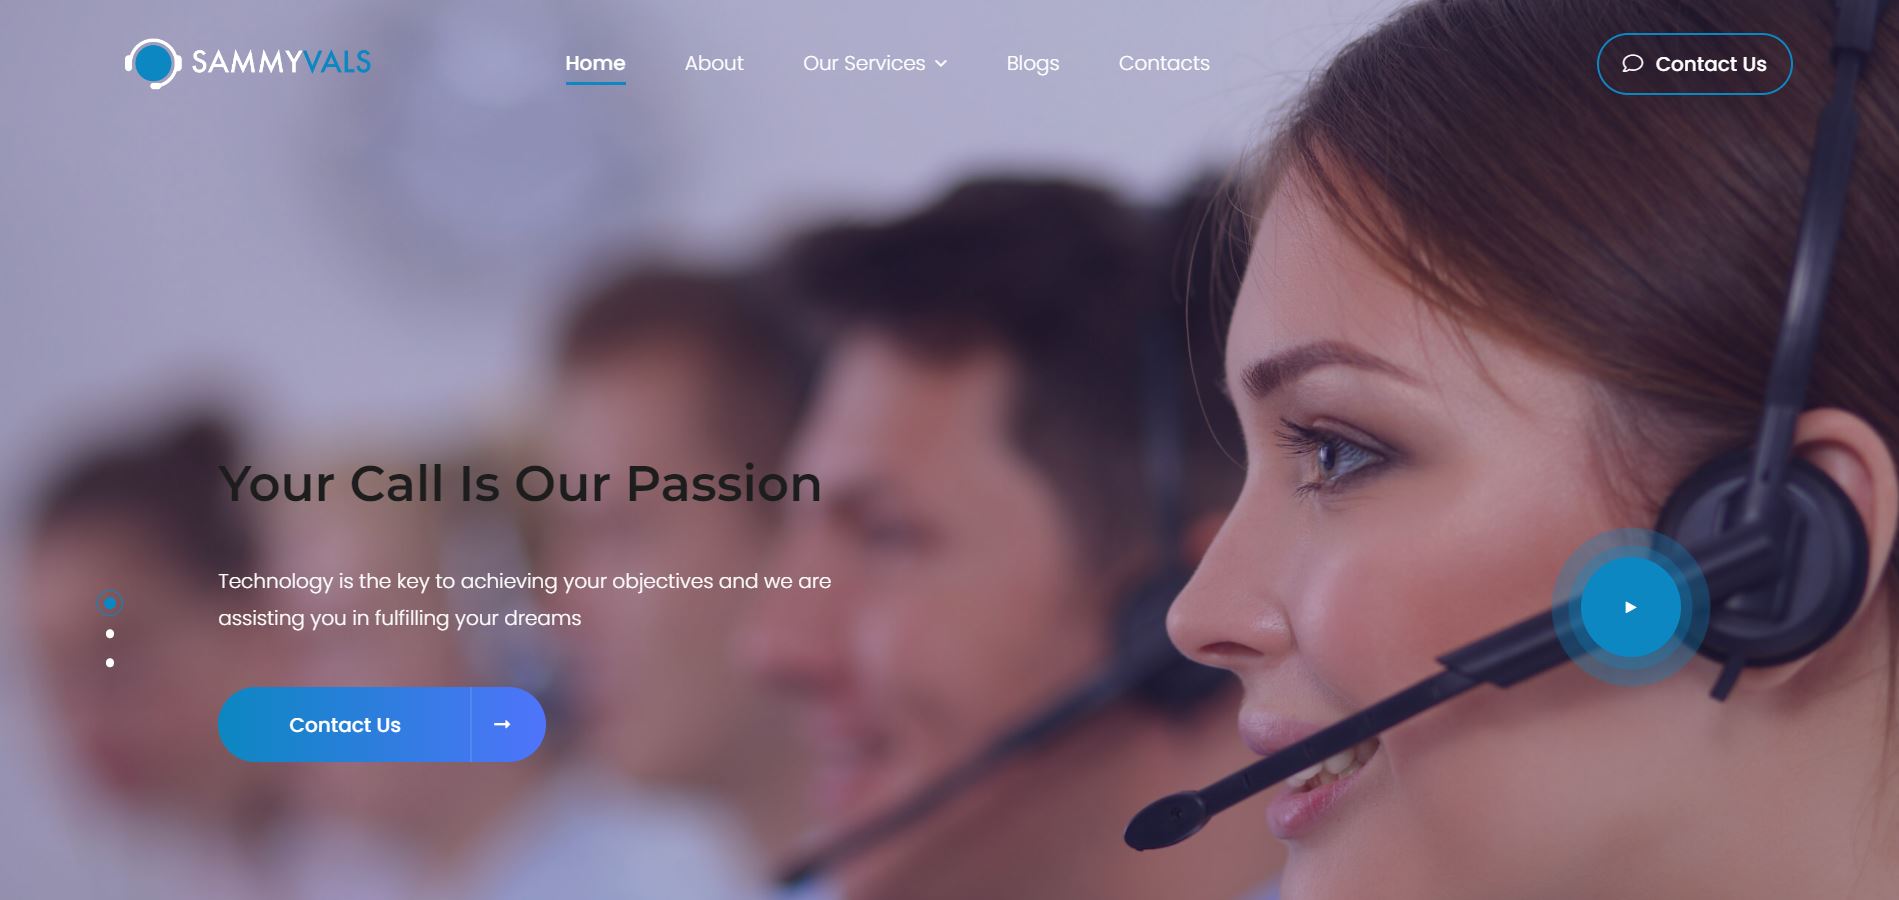 SAMMYVALS
Home
About
Our Services
Blogs
Contacts
Contact Us
Your Call Is Our Passion
Technology is the key to achieving your objectives and we are
assisting you in fulfilling your dreams
Contact Us